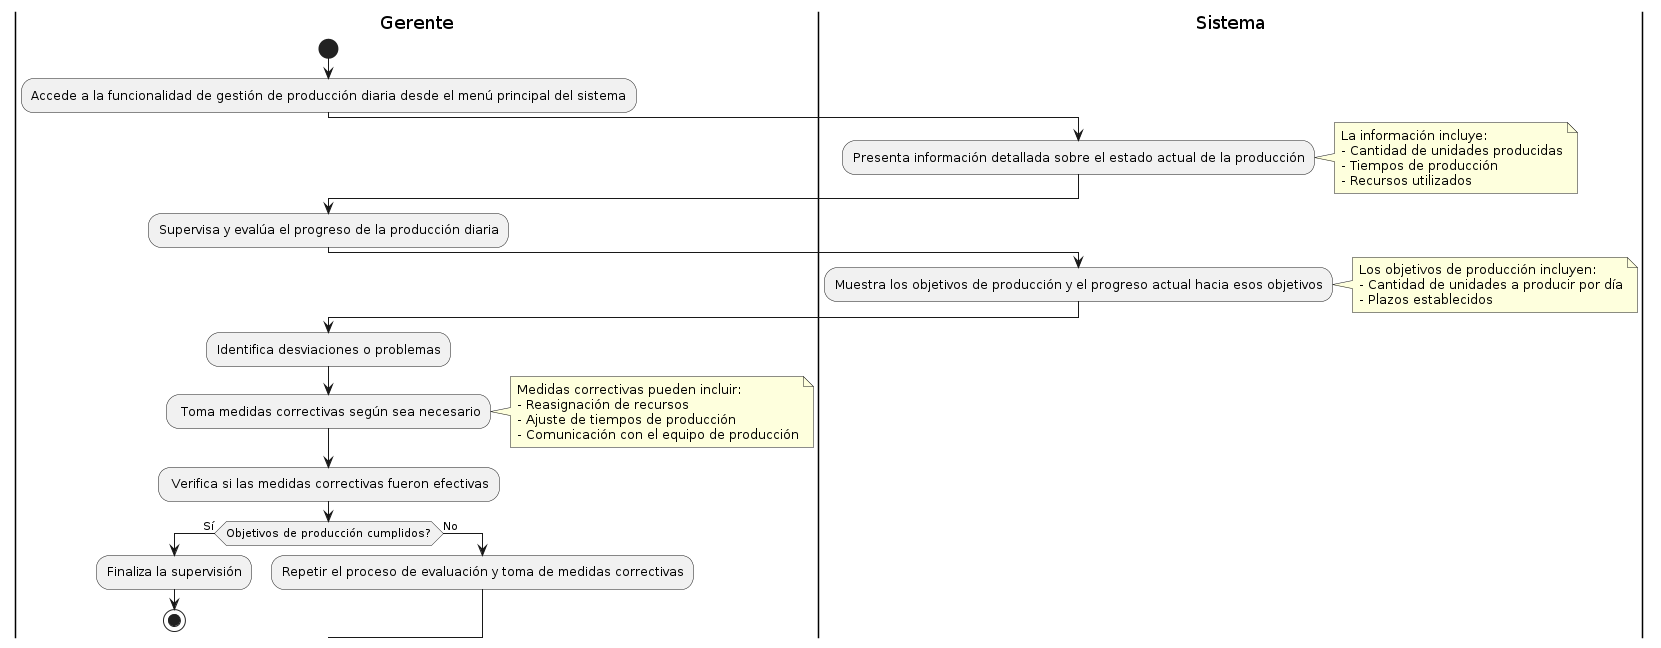 Gerente
Sistema
Accede a la funcionalidad de gestión de producción diaria desde el menú principal del sistema
Presenta información detallada sobre el estado actual de la producción
La información incluye:
- Cantidad de unidades producidas
- Tiempos de producción
- Recursos utilizados
Supervisa y evalúa el progreso de la producción diaria
Muestra los objetivos de producción y el progreso actual hacia esos objetivos
Los objetivos de producción incluyen:
- Cantidad de unidades a producir por día
- Plazos establecidos
Identifica desviaciones o problemas
Toma medidas correctivas según sea necesario
Medidas correctivas pueden incluir:
- Reasignación de recursos
- Ajuste de tiempos de producción
- Comunicación con el equipo de producción
Verifica si las medidas correctivas fueron efectivas
Sí
Objetivos de producción cumplidos?
No
Finaliza la supervisión
Repetir el proceso de evaluación y toma de medidas correctivas